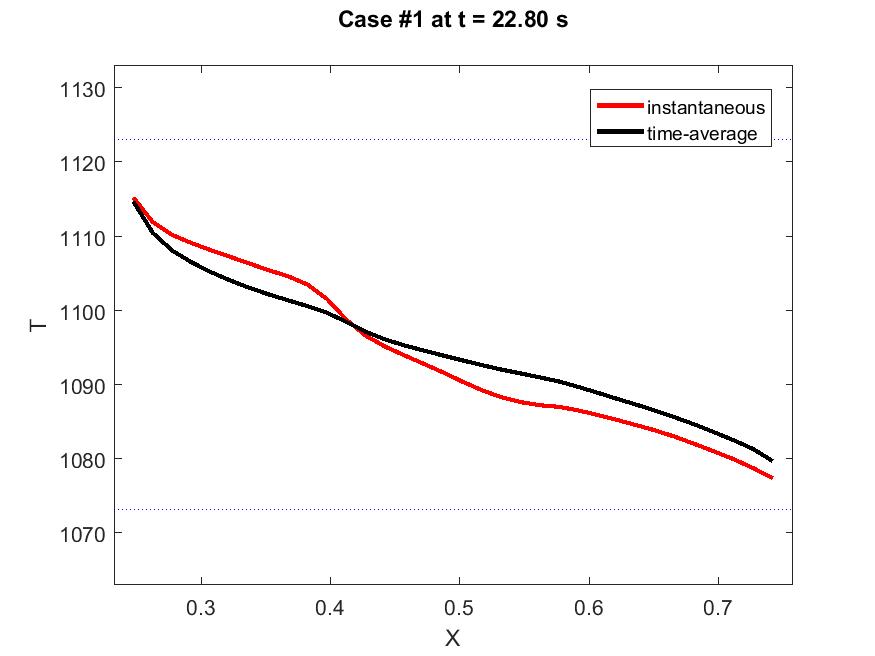 Case #1 at t = 22.80 s
instantaneous
time-average
1130
1120
1110
1100
1090
1080
1070
T
0.3 0.4 0.5 0.6 0.7
X